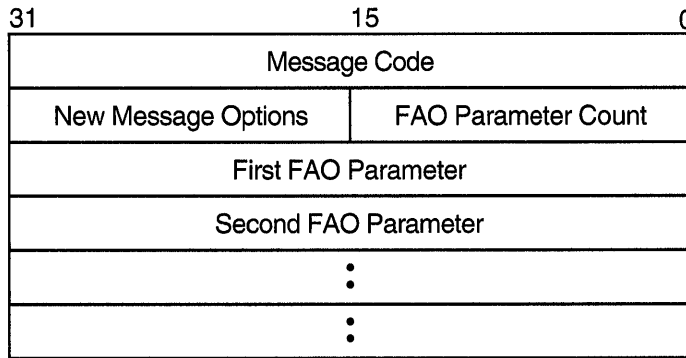 31 15 0
Message Code
New Message Options FAO Parameter Count
First FAO Parameter
Second FAO Parameter